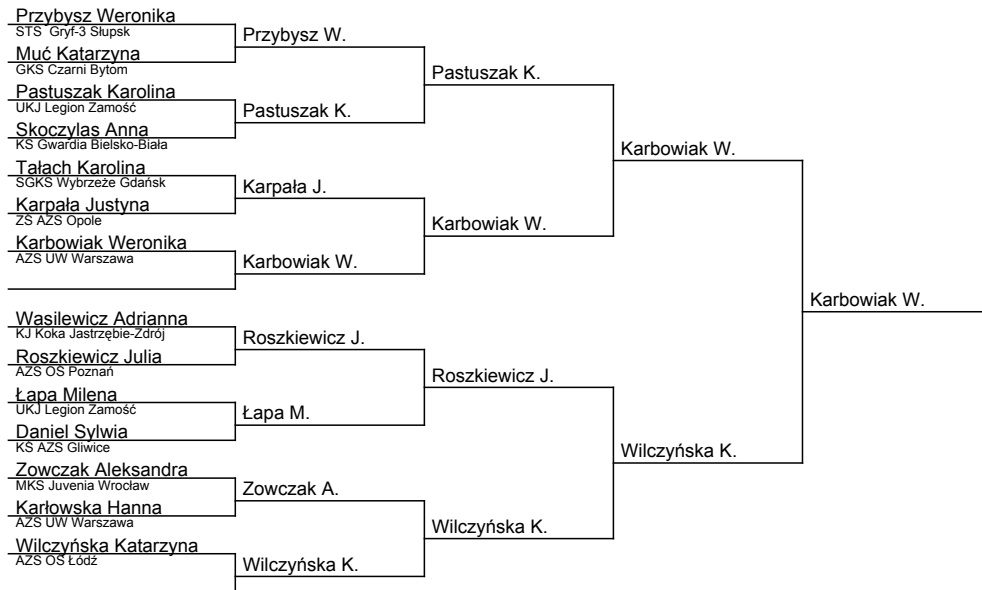 Przybysz Weronika
STS Gryf-3 Słupsk
Przybysz W.
Muć Katarzyna
GKS Czarni Bytom
Pastuszak K.
Pastuszak Karolina
UKJ Legion Zamość
Pastuszak K.
Skoczylas Anna
KS Gwardia Bielsko-Biała
Karbowiak W.
Tałach Karolina
SGKS Wybrzeże Gdańsk
Karpała J.
Karpała Justyna
ZŚ AZS Opole
Karbowiak W.
Karbowiak Weronika
AZS UW Warszawa
Karbowiak W.
Karbowiak W.
Wasilewicz Adrianna
KJ Koka Jastrzębie-Zdrój
Roszkiewicz J.
Roszkiewicz Julia
AZS OŚ Poznań
Roszkiewicz J.
Łapa Milena
UKJ Legion Zamość
Łapa M.
Daniel Sylwia
KŚ AZS Gliwice
Wilczyńska K.
Zowczak Aleksandra
MKS Juvenia Wrocław
Zowczak A.
Karłowska Hanna
AZS UW Warszawa
Wilczyńska K.
Wilczyńska Katarzyna
AZS OŚ Łódź
Wilczyńska K.